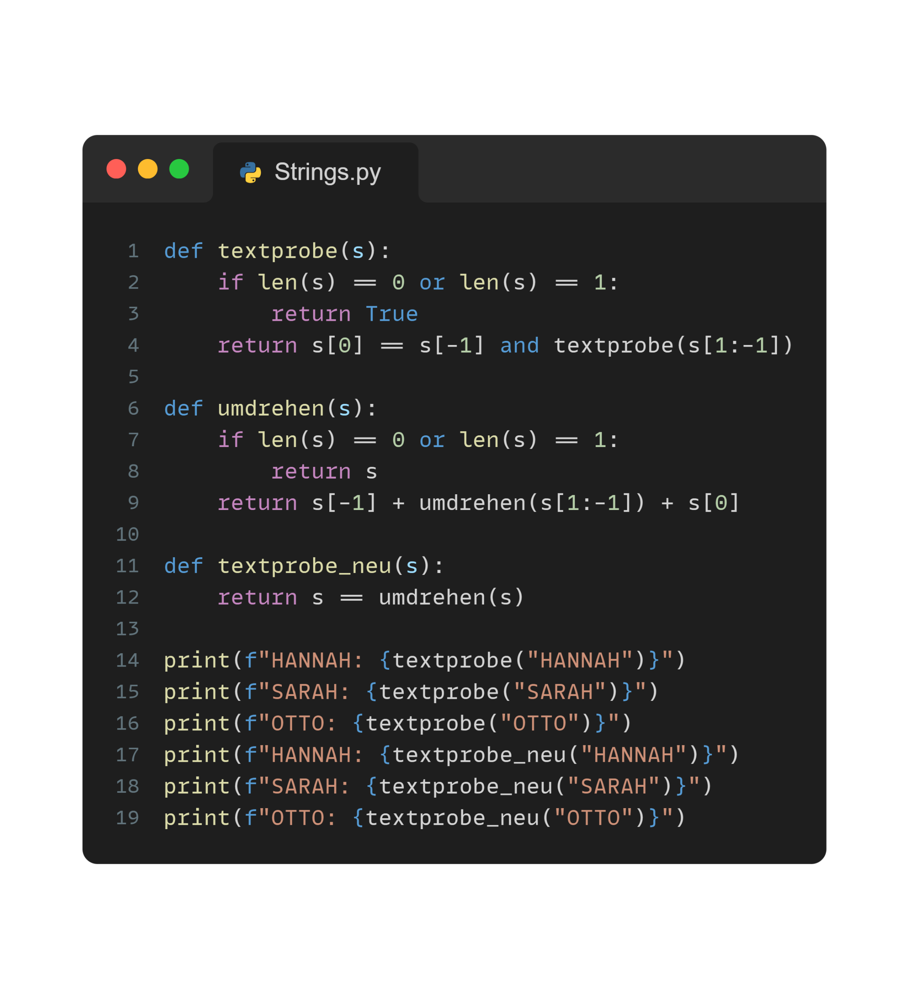 Strings.py
1 def textprobe(s):
2     if len(s) == 0 or len(s) == 1:
3         return True
4     return s[0] == s[-1] and textprobe(s[1:-1])
5
6 def umdrehen(s):
7     if len(s) == 0 or len(s) == 1:
8         return s
9     return s[-1] + umdrehen(s[1:-1]) + s[0]
10
11 def textprobe_neu(s):
12     return s == umdrehen(s)
13
14 print(f"HANNAH: {textprobe("HANNAH")}")
15 print(f"SARAH: {textprobe("SARAH")}")
16 print(f"OTTO: {textprobe("OTTO")}")
17 print(f"HANNAH: {textprobe_neu("HANNAH")}")
18 print(f"SARAH: {textprobe_neu("SARAH")}")
19 print(f"OTTO: {textprobe_neu("OTTO")}")